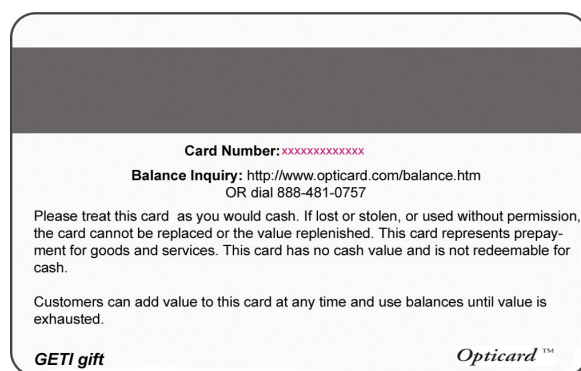 Card Number: xxxxxxxxxxxxx
Balance Inquiry: http://www.opticard.com/balance.htm
OR dial 888-481-0757
Please treat this card as you would cash. If lost or stolen, or used without permission,
the card cannot be replaced or the value replenished. This card represents prepay-
ment for goods and services. This card has no cash value and is not redeemable for
cash.
Customers can add value to this card at any time and use balances until value is
exhausted.
GETI gift
Opticard ™